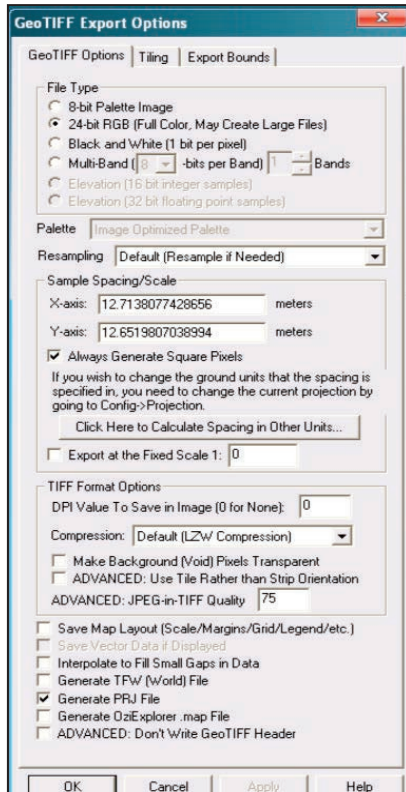 GeoTIFF Export Options
GeoTIFF Options Tiling Export Bounds
File Type
8-bit Palette Image
24-bit RGB (Full Color, May Create Large Files)
Black and White (1 bit per pixel)
Multi-Band ( 8 -bits per Band) 1 Bands
Elevation (16 bit integer samples)
Elevation (32 bit floating point samples)
Palette Image Optimized Palette
Resampling Default (Resample if Needed)
Sample Spacing/Scale
X-axis: 12.7138077428656 meters
Y-axis: 12.6519807038994 meters
Always Generate Square Pixels
If you wish to change the ground units that the spacing is
specified in, you need to change the current projection by
going to Config->Projection.
Click Here to Calculate Spacing in Other Units...
Export at the Fixed Scale 1: 0
TIFF Format Options
DPI Value To Save in Image (0 for None): 0
Compression: Default (LZW Compression)
Make Background (Void) Pixels Transparent
ADVANCED: Use Tile Rather than Strip Orientation
ADVANCED: JPEG-in-TIFF Quality 75
Save Map Layout (Scale/Margins/Grid/Legend/etc.)
Save Vector Data if Displayed
Interpolate to Fill Small Gaps in Data
Generate TFW (World) File
Generate PRJ File
Generate OziExplorer .map File
ADVANCED: Don't Write GeoTIFF Header
OK Cancel Apply Help